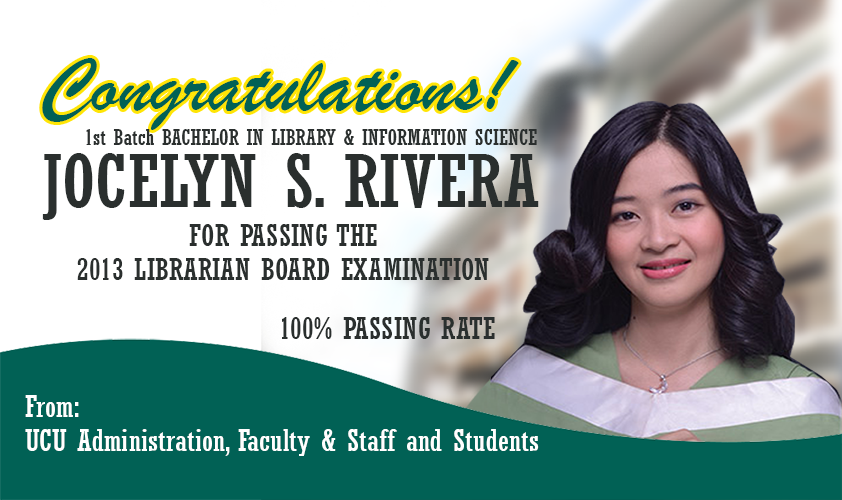 Congratulations!
1st Batch BACHELOR IN LIBRARY & INFORMATION SCIENCE
JOCELYN S. RIVERA
FOR PASSING THE
2013 LIBRARIAN BOARD EXAMINATION
100% PASSING RATE
From:
UCU Administration, Faculty & Staff and Students